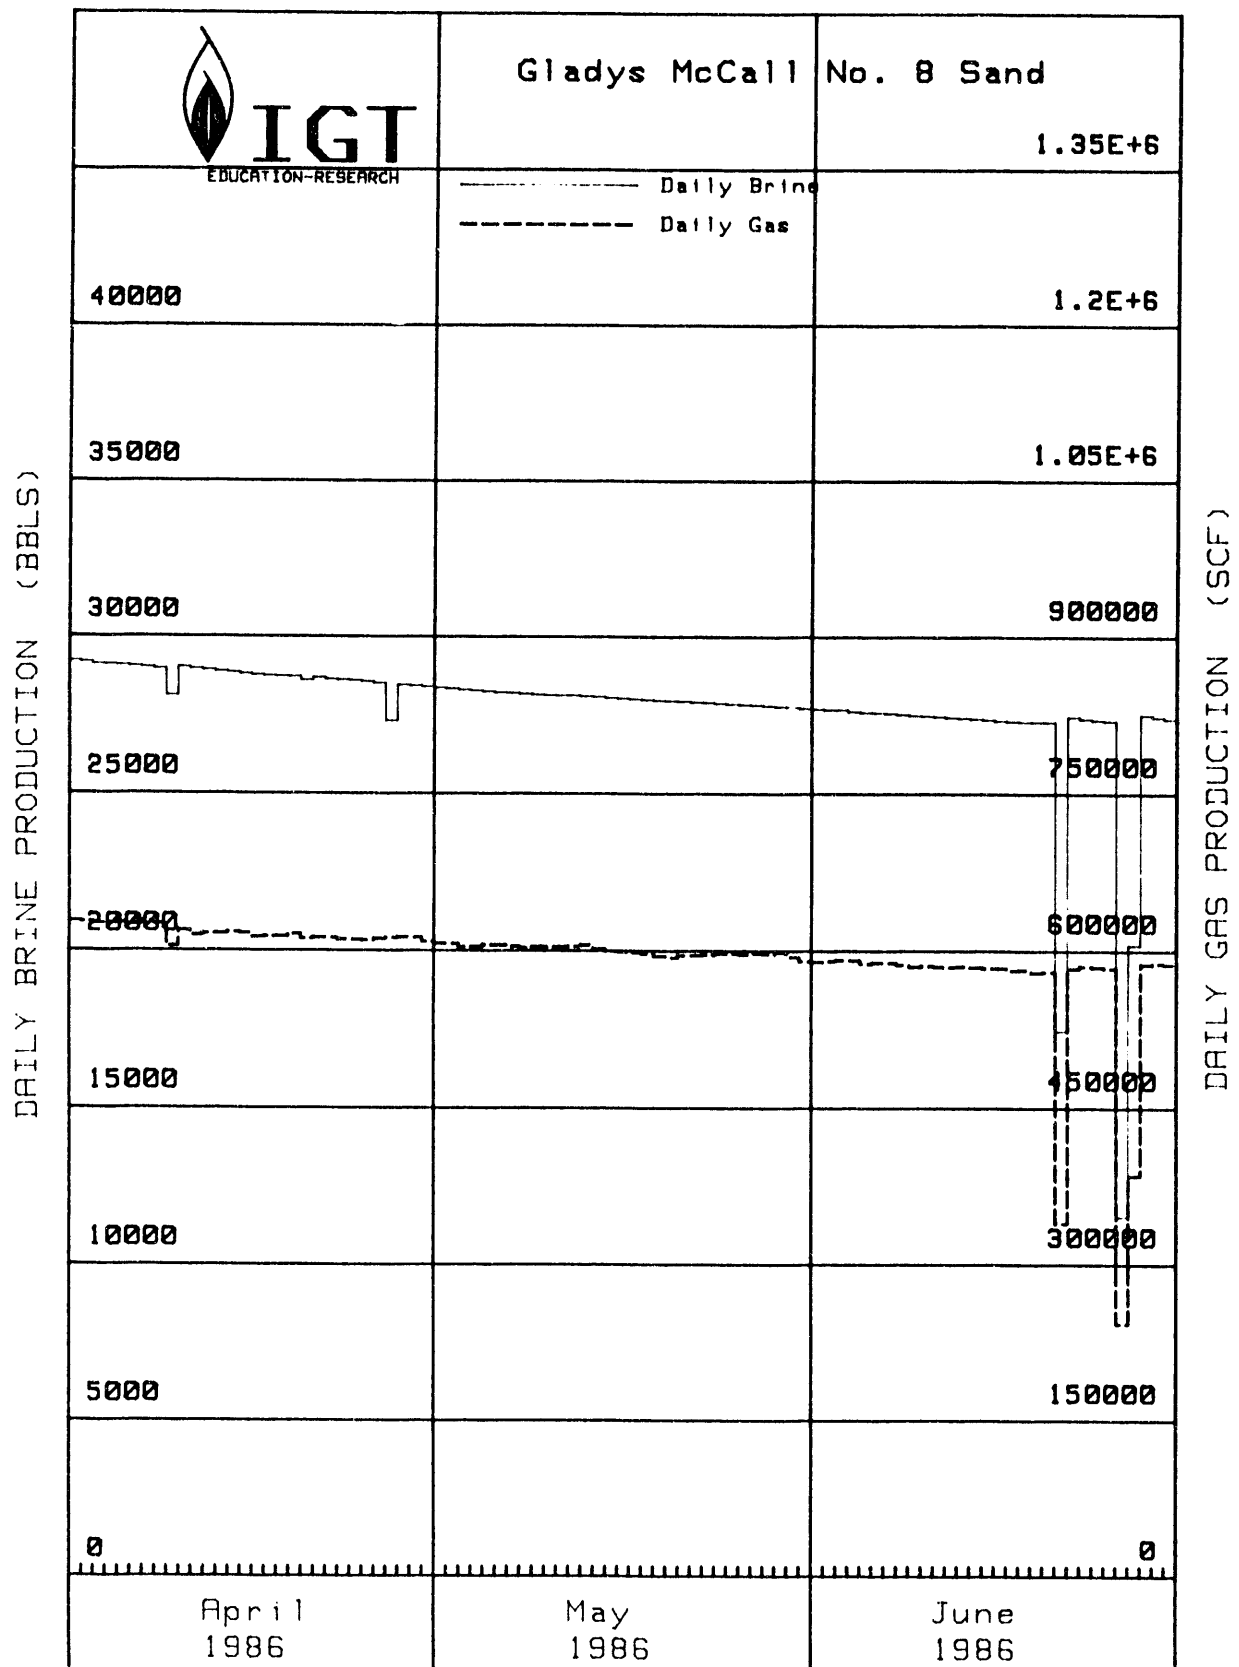 Gladys McCall No. 8 Sand
IGT
EDUCATION-RESEARCH
1.35E+6
Daily Brine
Daily Gas
40000
1.2E+6
35000
1.05E+6
30000
900000
25000
750000
20000
600000
15000
450000
10000
300000
5000
150000
0
0
DAILY BRINE PRODUCTION (BBLS)
DAILY GAS PRODUCTION (SCF)
April
May
June
1986
1986
1986